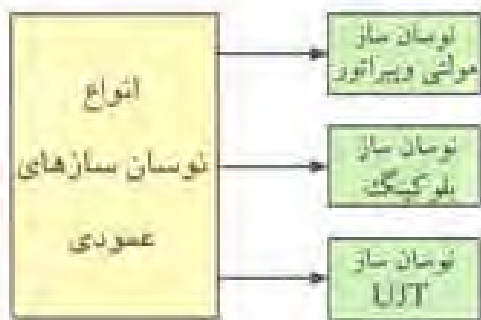 انواع
نوسان سازهای
عمودی
نوسان ساز
مولتی ویبراتور
نوسان ساز
بلوکینگ
نوسان ساز
UJT